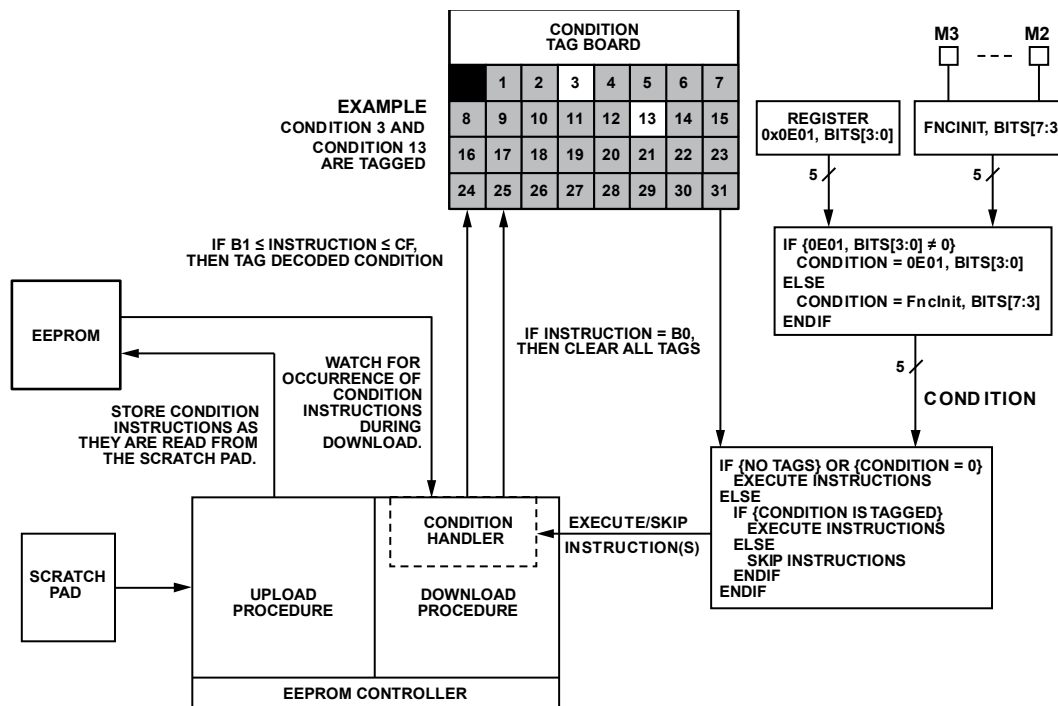 CONDITION
TAG BOARD
1 2 3 4 5 6 7
8 9 10 11 12 13 14 15
16 17 18 19 20 21 22 23
24 25 26 27 28 29 30 31
EXAMPLE
CONDITION 3 AND
CONDITION 13
ARE TAGGED
M3 M2
REGISTER
0x0E01, BITS[3:0]
FNCINIT, BITS[7:3]
5
5
IF {0E01, BITS[3:0] ≠ 0}
CONDITION = 0E01, BITS[3:0]
ELSE
CONDITION = FncInit, BITS[7:3]
ENDIF
5
CONDITION
IF B1 ≤ INSTRUCTION ≤ CF,
THEN TAG DECODED CONDITION
IF INSTRUCTION = B0,
THEN CLEAR ALL TAGS
EEPROM
WATCH FOR
OCCURRENCE OF
CONDITION
INSTRUCTIONS
DURING
DOWNLOAD.
STORE CONDITION
INSTRUCTIONS AS
THEY ARE READ FROM
THE SCRATCH PAD.
IF {NO TAGS} OR {CONDITION = 0}
EXECUTE INSTRUCTIONS
ELSE
IF {CONDITION IS TAGGED}
EXECUTE INSTRUCTIONS
ELSE
SKIP INSTRUCTIONS
ENDIF
ENDIF
EXECUTE/SKIP
INSTRUCTION(S)
CONDITION
HANDLER
SCRATCH
PAD
UPLOAD
PROCEDURE
DOWNLOAD
PROCEDURE
EEPROM CONTROLLER